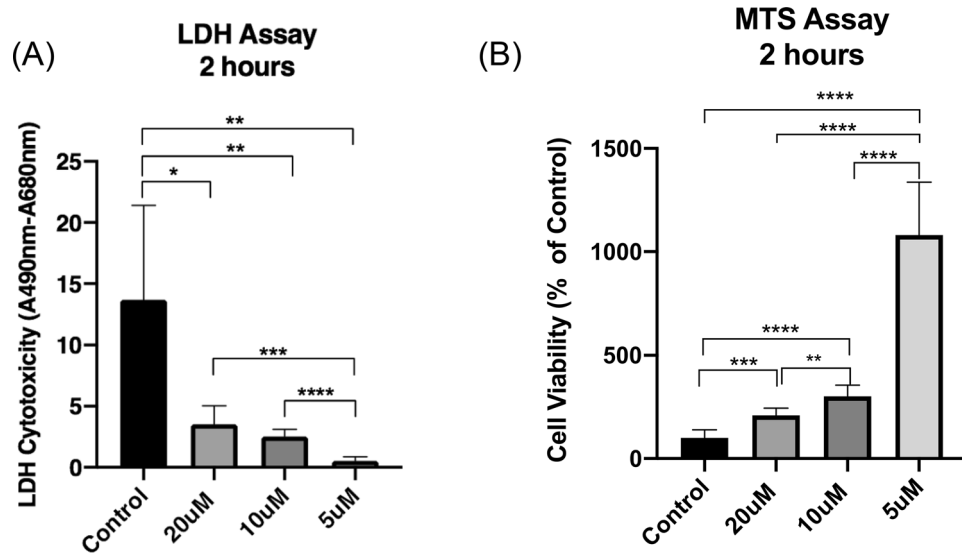 (A)
LDH Assay
2 hours
LDH Cytotoxicity (A490nm-A680nm)
25
20
15
10
5
0
**
**
*
***
****
Control
20uM
10uM
5uM
(B)
MTS Assay
2 hours
Cell Viability (% of Control)
1500
1000
500
0
****
****
****
****
***
**
Control
20uM
10uM
5uM